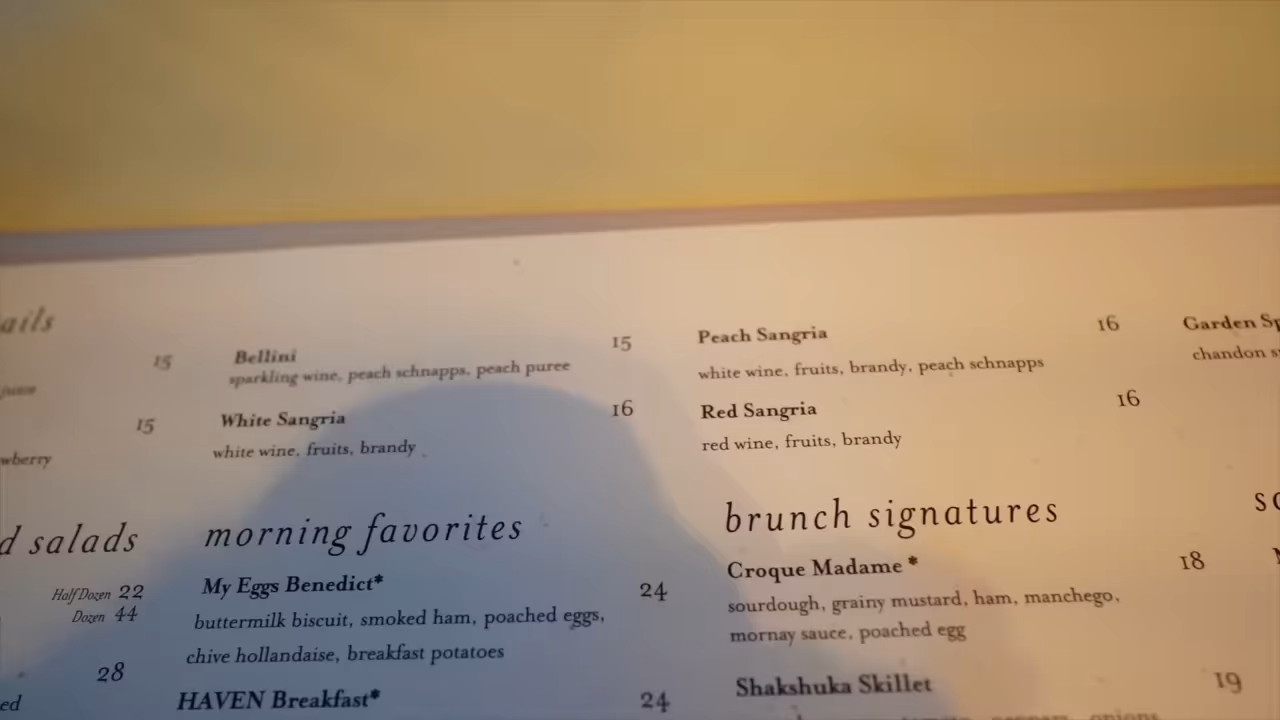 ails
15
15
wberry
Bellini 15
sparkling wine, peach schnapps, peach puree
White Sangria 16
white wine, fruits, brandy
Peach Sangria 16
white wine, fruits, brandy, peach schnapps
Red Sangria 16
red wine, fruits, brandy
Garden Sp
chandon s
d salads
Half Dozen 22
Dozen 44
28
ed
morning favorites
My Eggs Benedict* 24
buttermilk biscuit, smoked ham, poached eggs,
chive hollandaise, breakfast potatoes
HAVEN Breakfast* 24
brunch signatures
Croque Madame * 18
sourdough, grainy mustard, ham, manchego,
mornay sauce, poached egg
Shakshuka Skillet 19